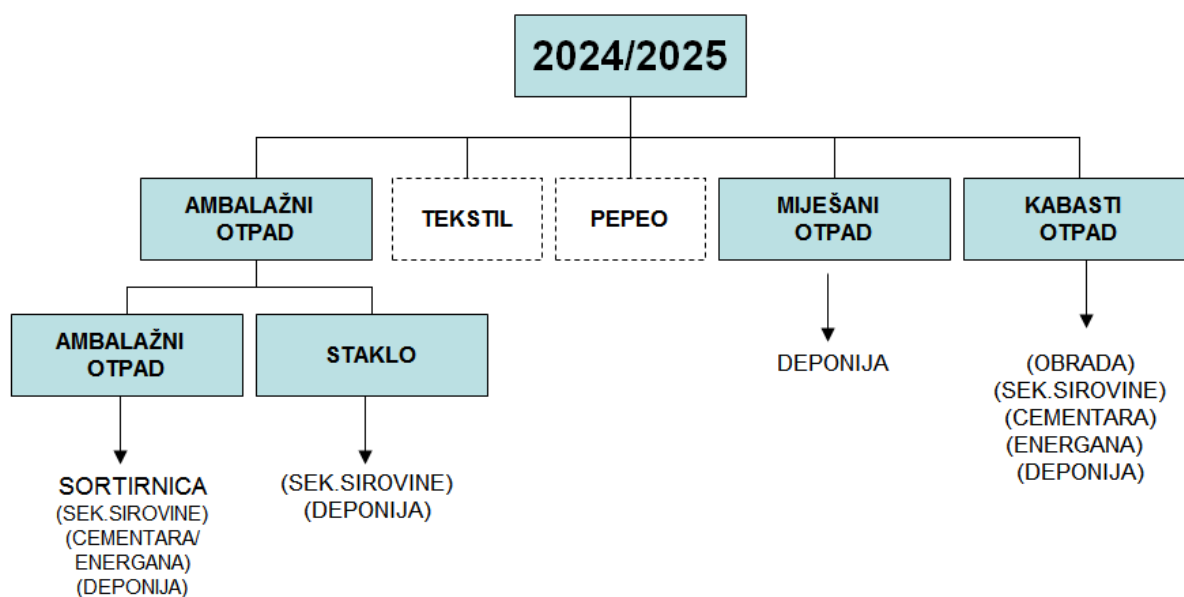 2024/2025
AMBALAŽNI
OTPAD
TEKSTIL
PEPEO
MIJEŠANI
OTPAD
KABASTI
OTPAD
AMBALAŽNI
OTPAD
STAKLO
DEPONIJA
(OBRADA)
(SEK.SIROVINE)
(CEMENTARA)
(ENERGANA)
(DEPONIJA)
SORTIRNICA
(SEK.SIROVINE)
(CEMENTARA/
ENERGANA)
(DEPONIJA)
(SEK.SIROVINE)
(DEPONIJA)